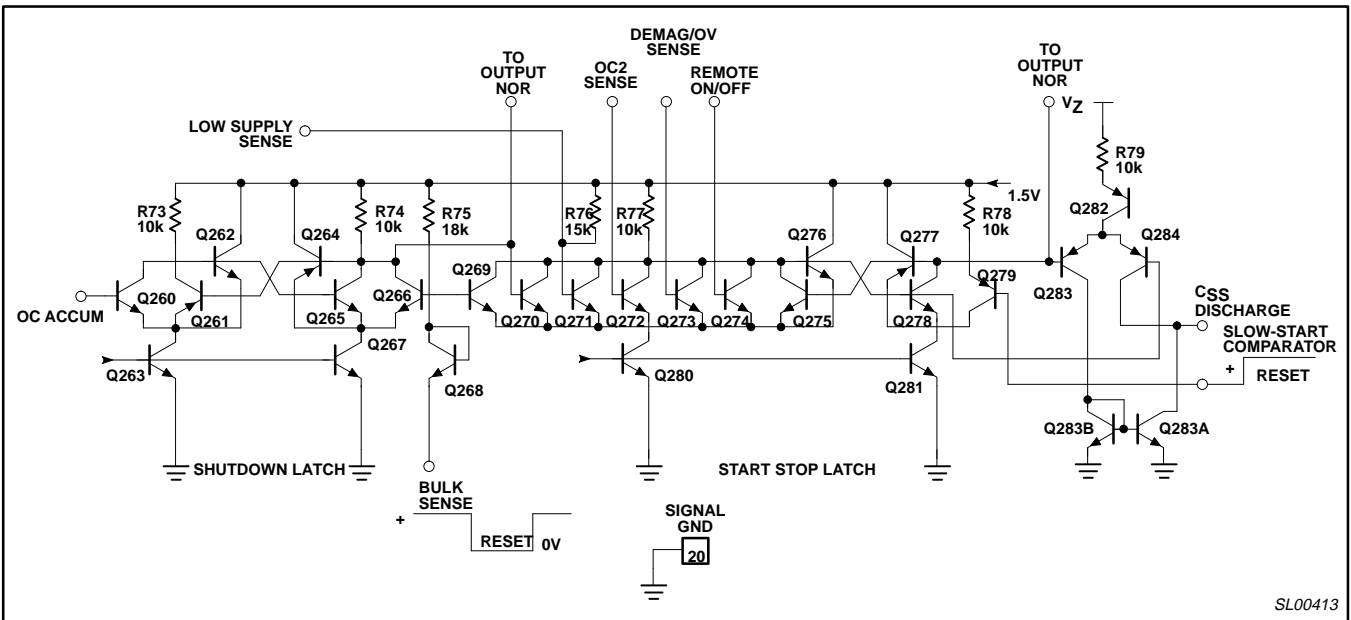 DEMAG/OV
SENSE
TO
OUTPUT
NOR
OC2
SENSE
REMOTE
ON/OFF
TO
OUTPUT
NOR
VZ
LOW SUPPLY
SENSE
R79
10k
1.5V
R73
10k
R74
10k
R75
18k
R76
15k
R77
10k
R78
10k
Q282
Q262
Q264
Q276
Q277
Q284
Q260
Q261
Q265
Q266
Q269
Q270
Q271
Q272
Q273
Q274
Q275
Q278
Q279
Q283
OC ACCUM
CSS
DISCHARGE
SLOW-START
COMPARATOR
+
RESET
Q263
Q267
Q268
Q280
Q281
Q283B
Q283A
SHUTDOWN LATCH
START STOP LATCH
BULK
SENSE
+
RESET
0V
SIGNAL
GND
20
SL00413